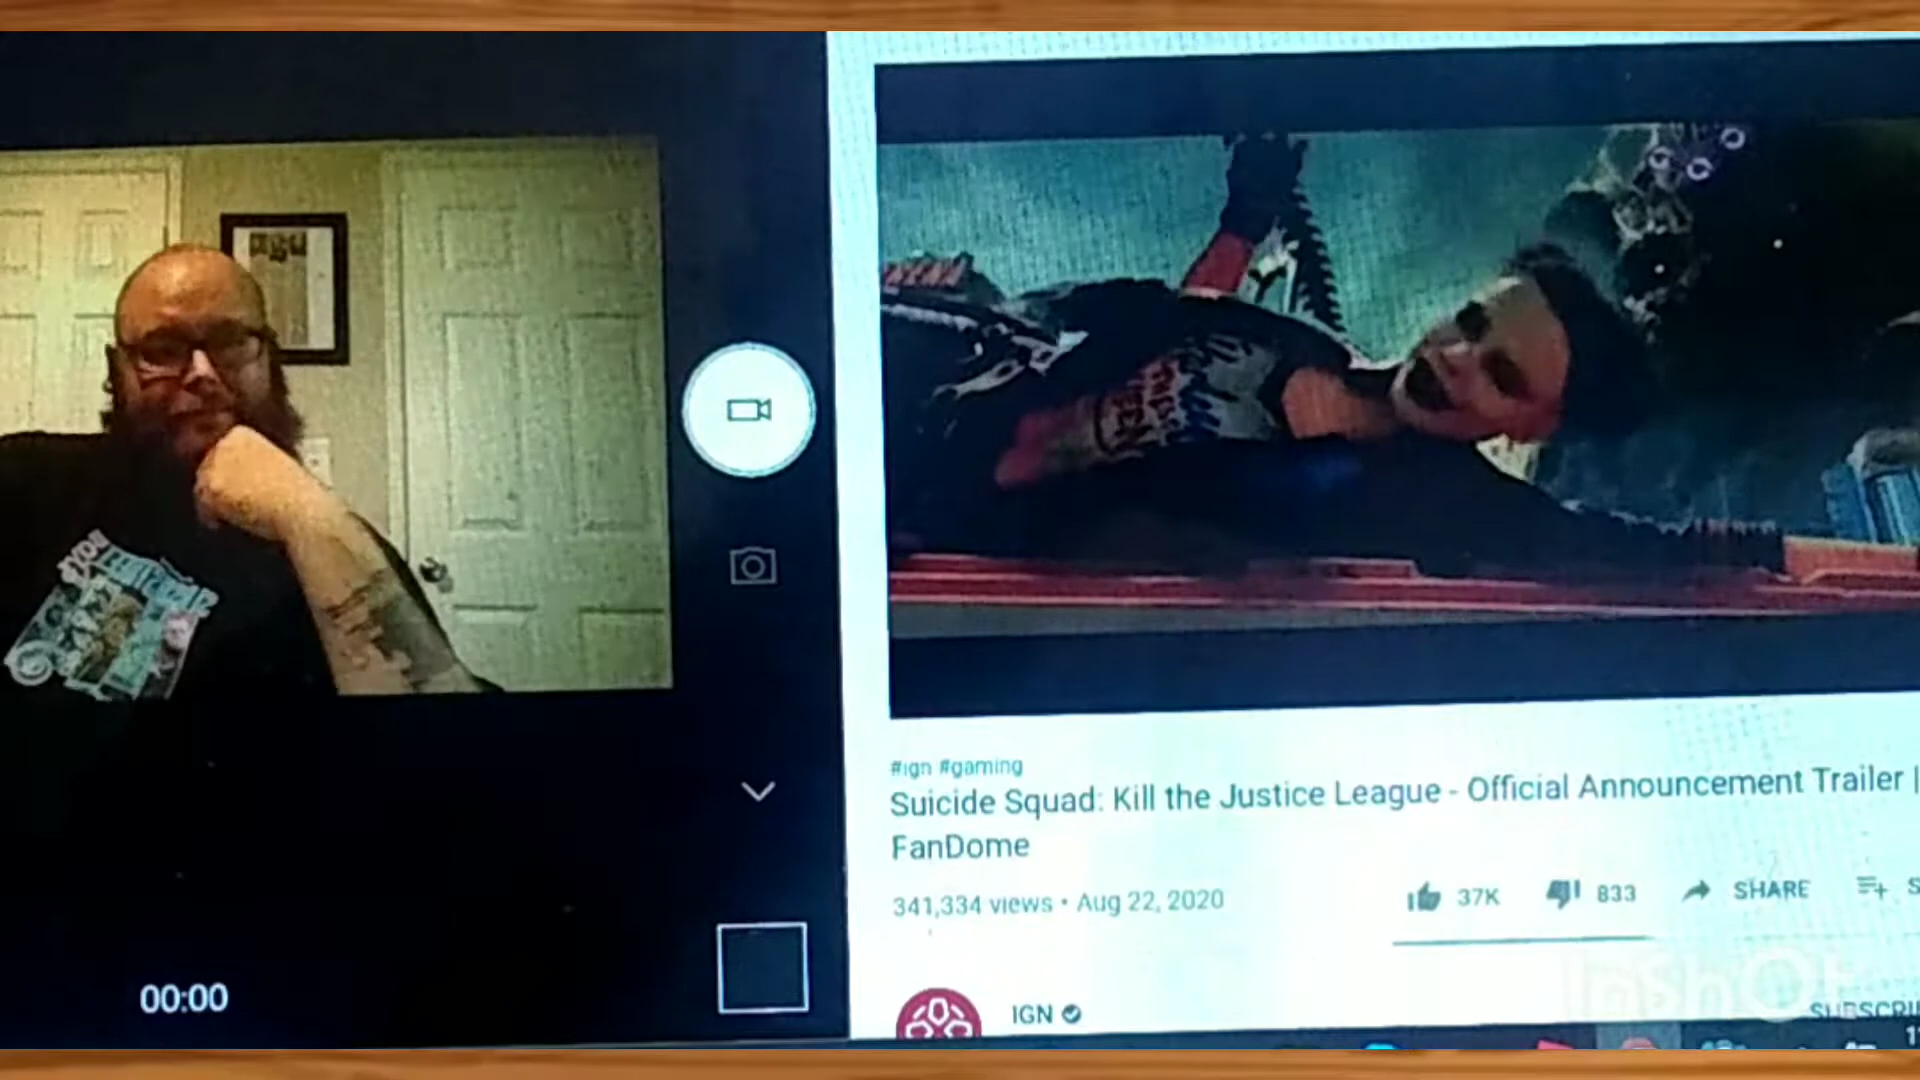 #ign #gaming
Suicide Squad: Kill the Justice League - Official Announcement Trailer |
FanDome
341,334 views • Aug 22, 2020
37K
833
SHARE
IGN
00:00
InShOt